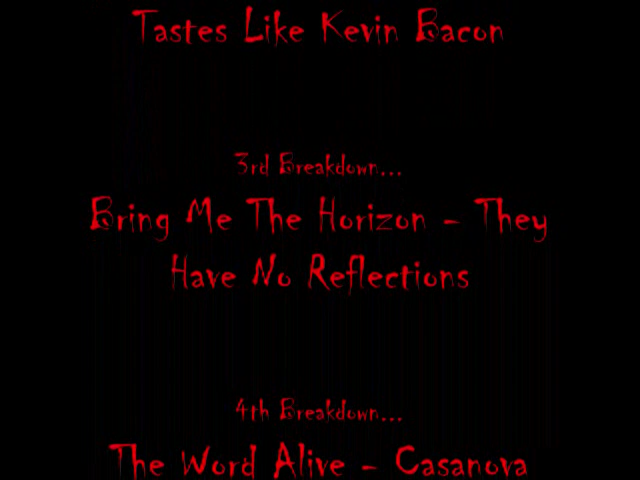 Tastes Like Kevin Bacon
3rd Breakdown...
Bring Me The Horizon - They
Have No Reflections
4th Breakdown...
The Word Alive - Casanova